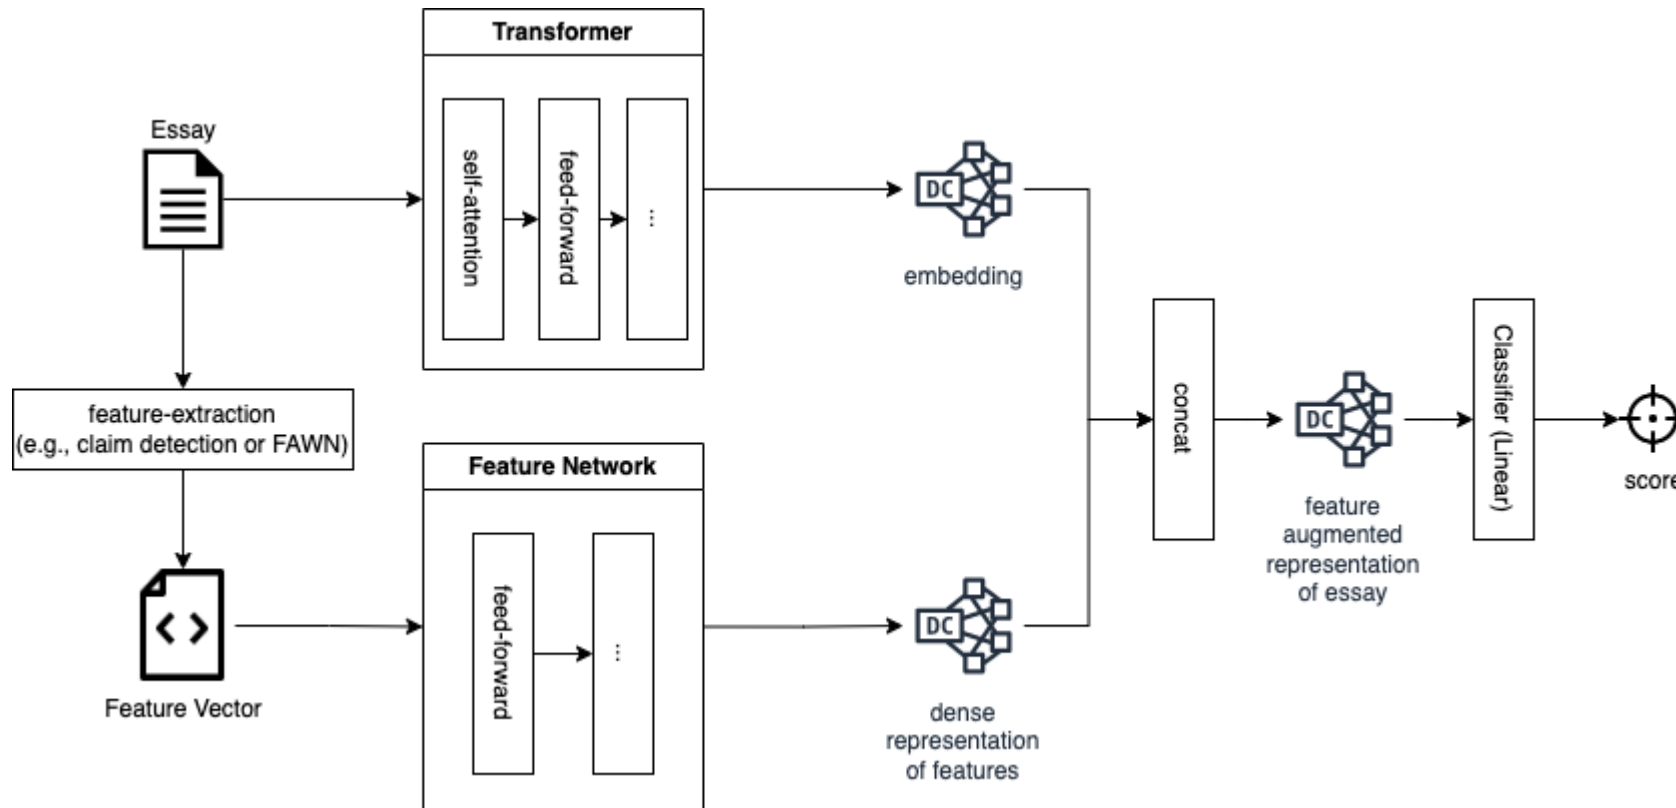 Transformer
Essay
self-attention
feed-forward
...
DC
embedding
feature-extraction
(e.g., claim detection or FAWN)
Feature Network
feed-forward
...
Feature Vector
DC
dense
representation
of features
concat
DC
feature
augmented
representation
of essay
Classifier (Linear)
score